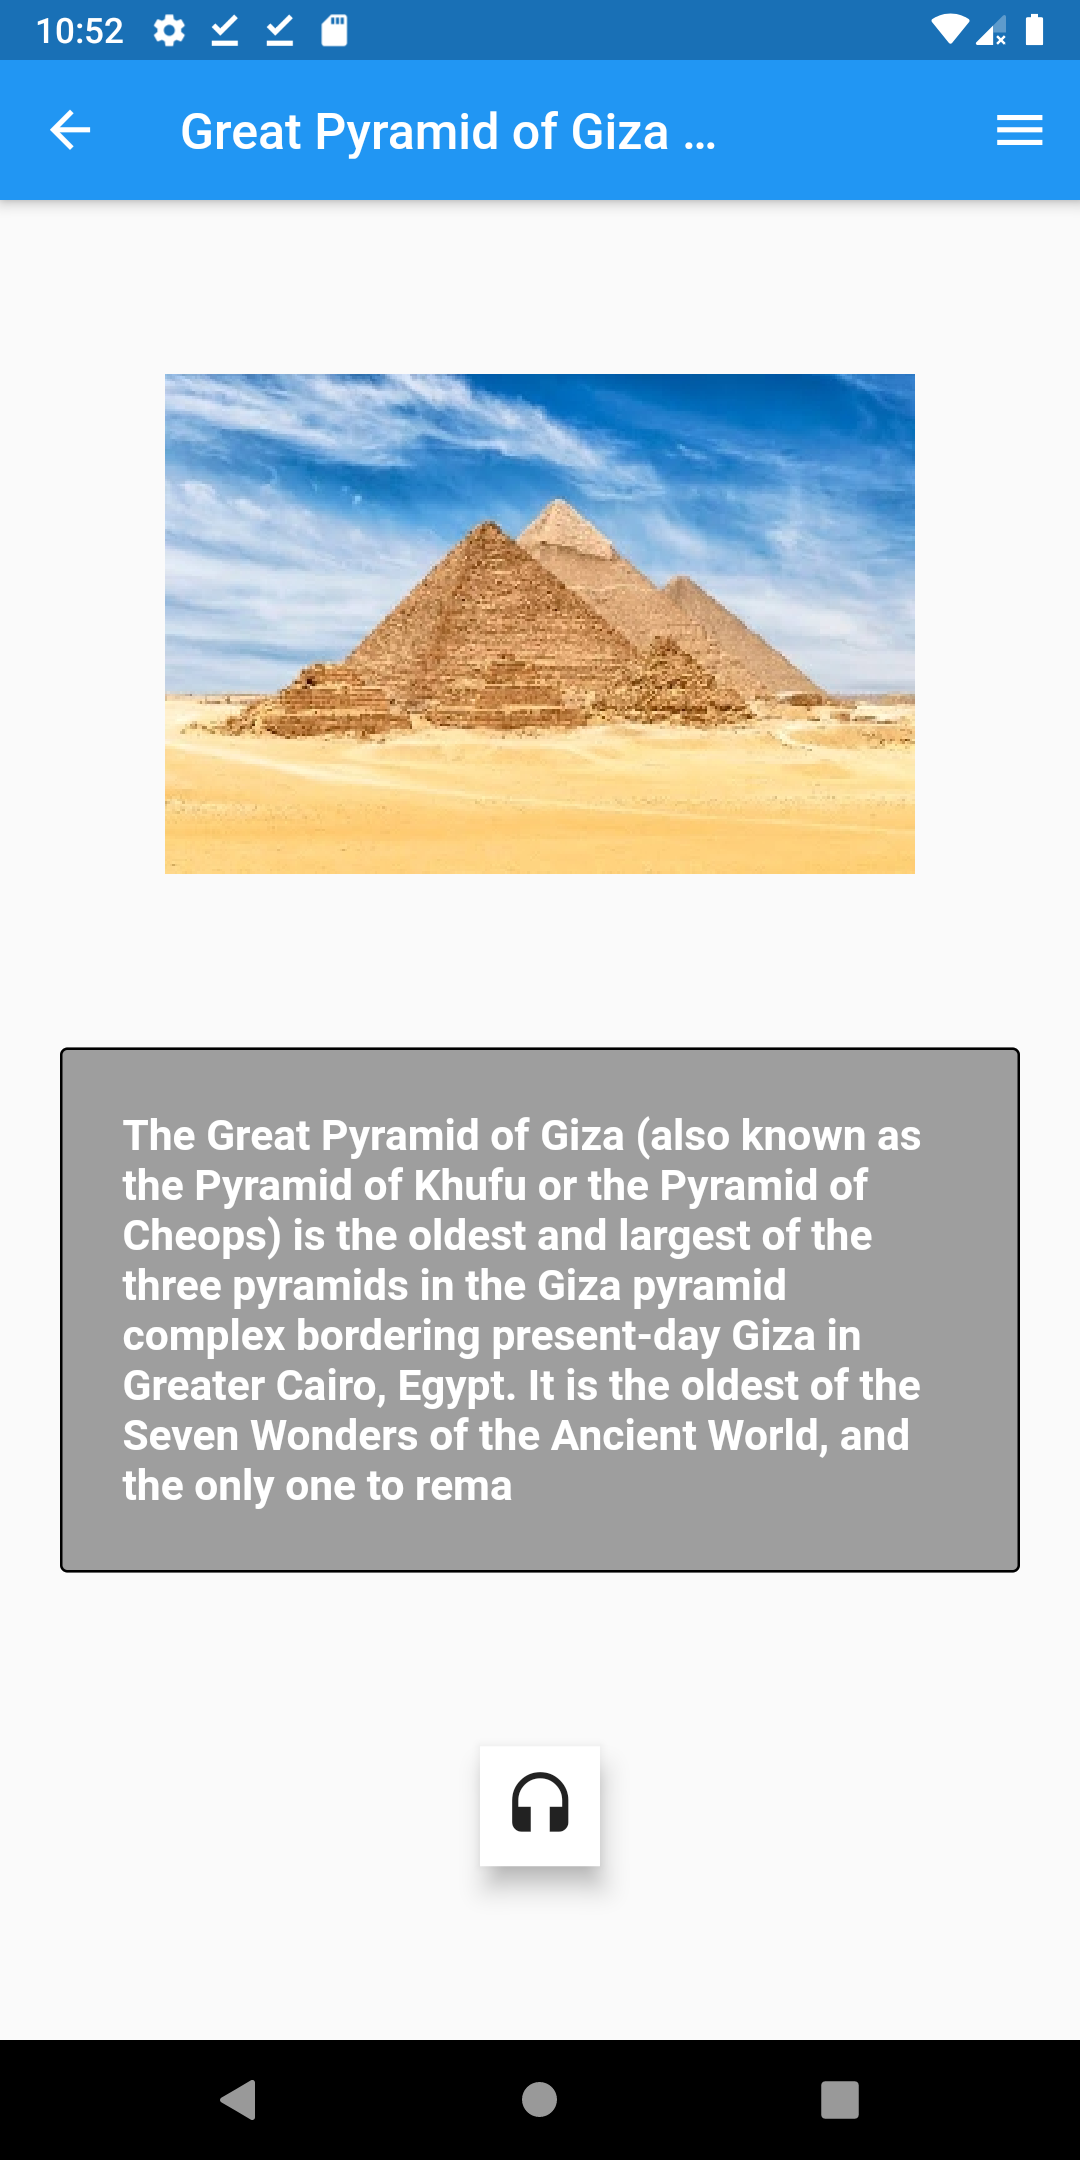 10:52
Great Pyramid of Giza ...
The Great Pyramid of Giza (also known as
the Pyramid of Khufu or the Pyramid of
Cheops) is the oldest and largest of the
three pyramids in the Giza pyramid
complex bordering present-day Giza in
Greater Cairo, Egypt. It is the oldest of the
Seven Wonders of the Ancient World, and
the only one to rema